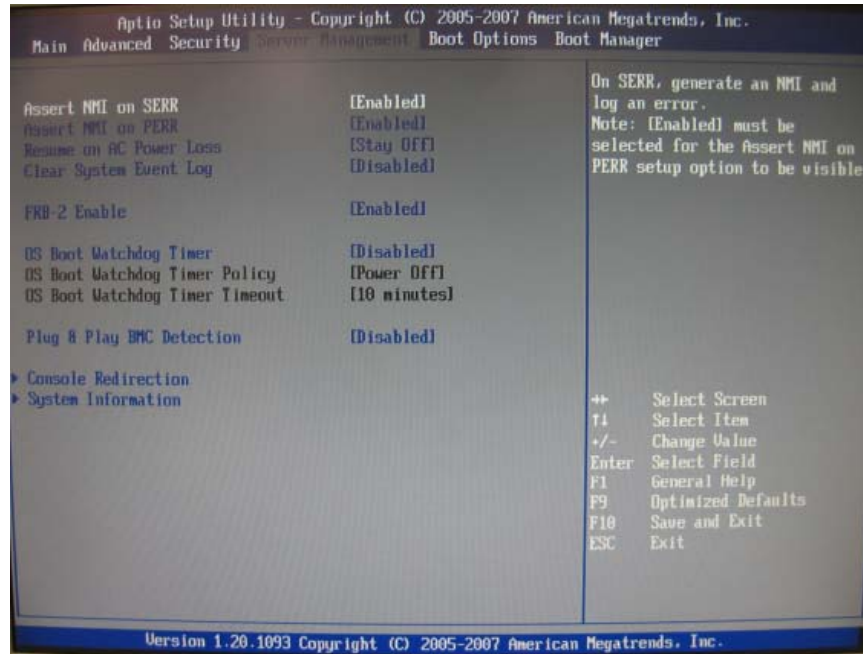 Aptio Setup Utility - Copyright (C) 2005-2007 American Megatrends, Inc.
Main Advanced Security Server Management Boot Options Boot Manager
Assert NMI on SERR [Enabled]
Assert NMI on PERR [Enabled]
Resume on AC Power Loss [Stay Off]
Clear System Event Log [Disabled]
FRB-2 Enable [Enabled]
OS Boot Watchdog Timer [Disabled]
OS Boot Watchdog Timer Policy [Power Off]
OS Boot Watchdog Timer Timeout [10 minutes]
Plug & Play BMC Detection [Disabled]
Console Redirection
System Information
On SERR, generate an NMI and
log an error.
Note: [Enabled] must be
selected for the Assert NMI on
PERR setup option to be visible
→← Select Screen
↑↓ Select Item
+/- Change Value
Enter Select Field
F1 General Help
F9 Optimized Defaults
F10 Save and Exit
ESC Exit
Version 1.20.1093 Copyright (C) 2005-2007 American Megatrends, Inc.